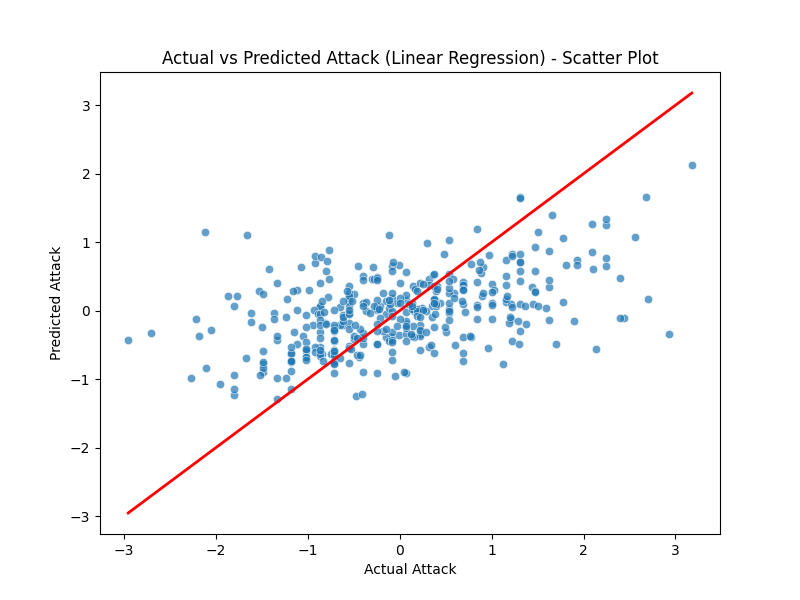 Actual vs Predicted Attack (Linear Regression) - Scatter Plot
Predicted Attack
3
2
1
0
−1
−2
−3
−3 −2 −1 0 1 2 3
Actual Attack